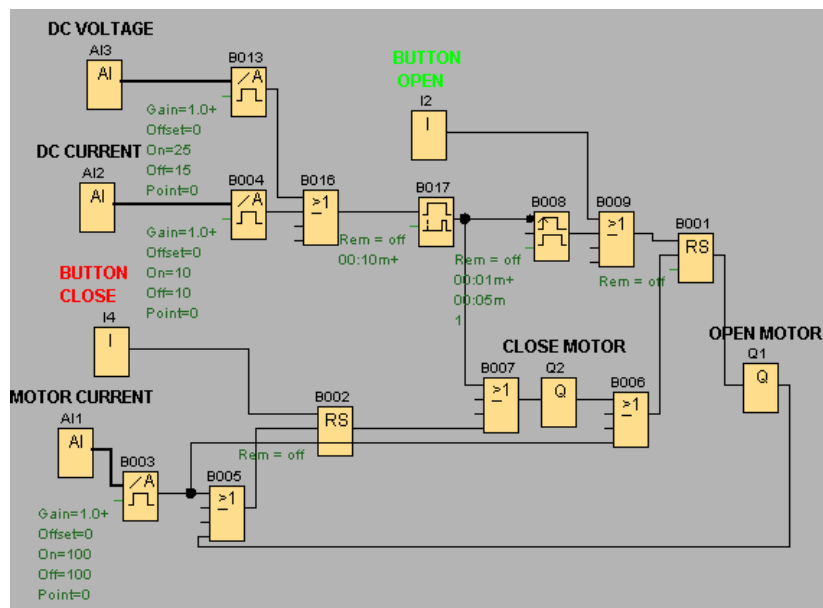 DC VOLTAGE
AI3
AI
B013
/A
Gain=1.0+
Offset=0
On=25
Off=15
Point=0
BUTTON
OPEN
I2
I
DC CURRENT
AI2
AI
B004
/A
Gain=1.0+
Offset=0
On=10
Off=10
Point=0
B016
>1
B017
Rem = off
00:10m+
B008
Rem = off
00:01m+
00:05m
1
B009
>1
B001
RS
Rem = off
BUTTON
CLOSE
I4
I
CLOSE MOTOR
OPEN MOTOR
B007
>1
Q2
Q
B006
>1
Q1
Q
B002
RS
Rem = off
MOTOR CURRENT
AI1
AI
B003
/A
Gain=1.0+
Offset=0
On=100
Off=100
Point=0
B005
>1